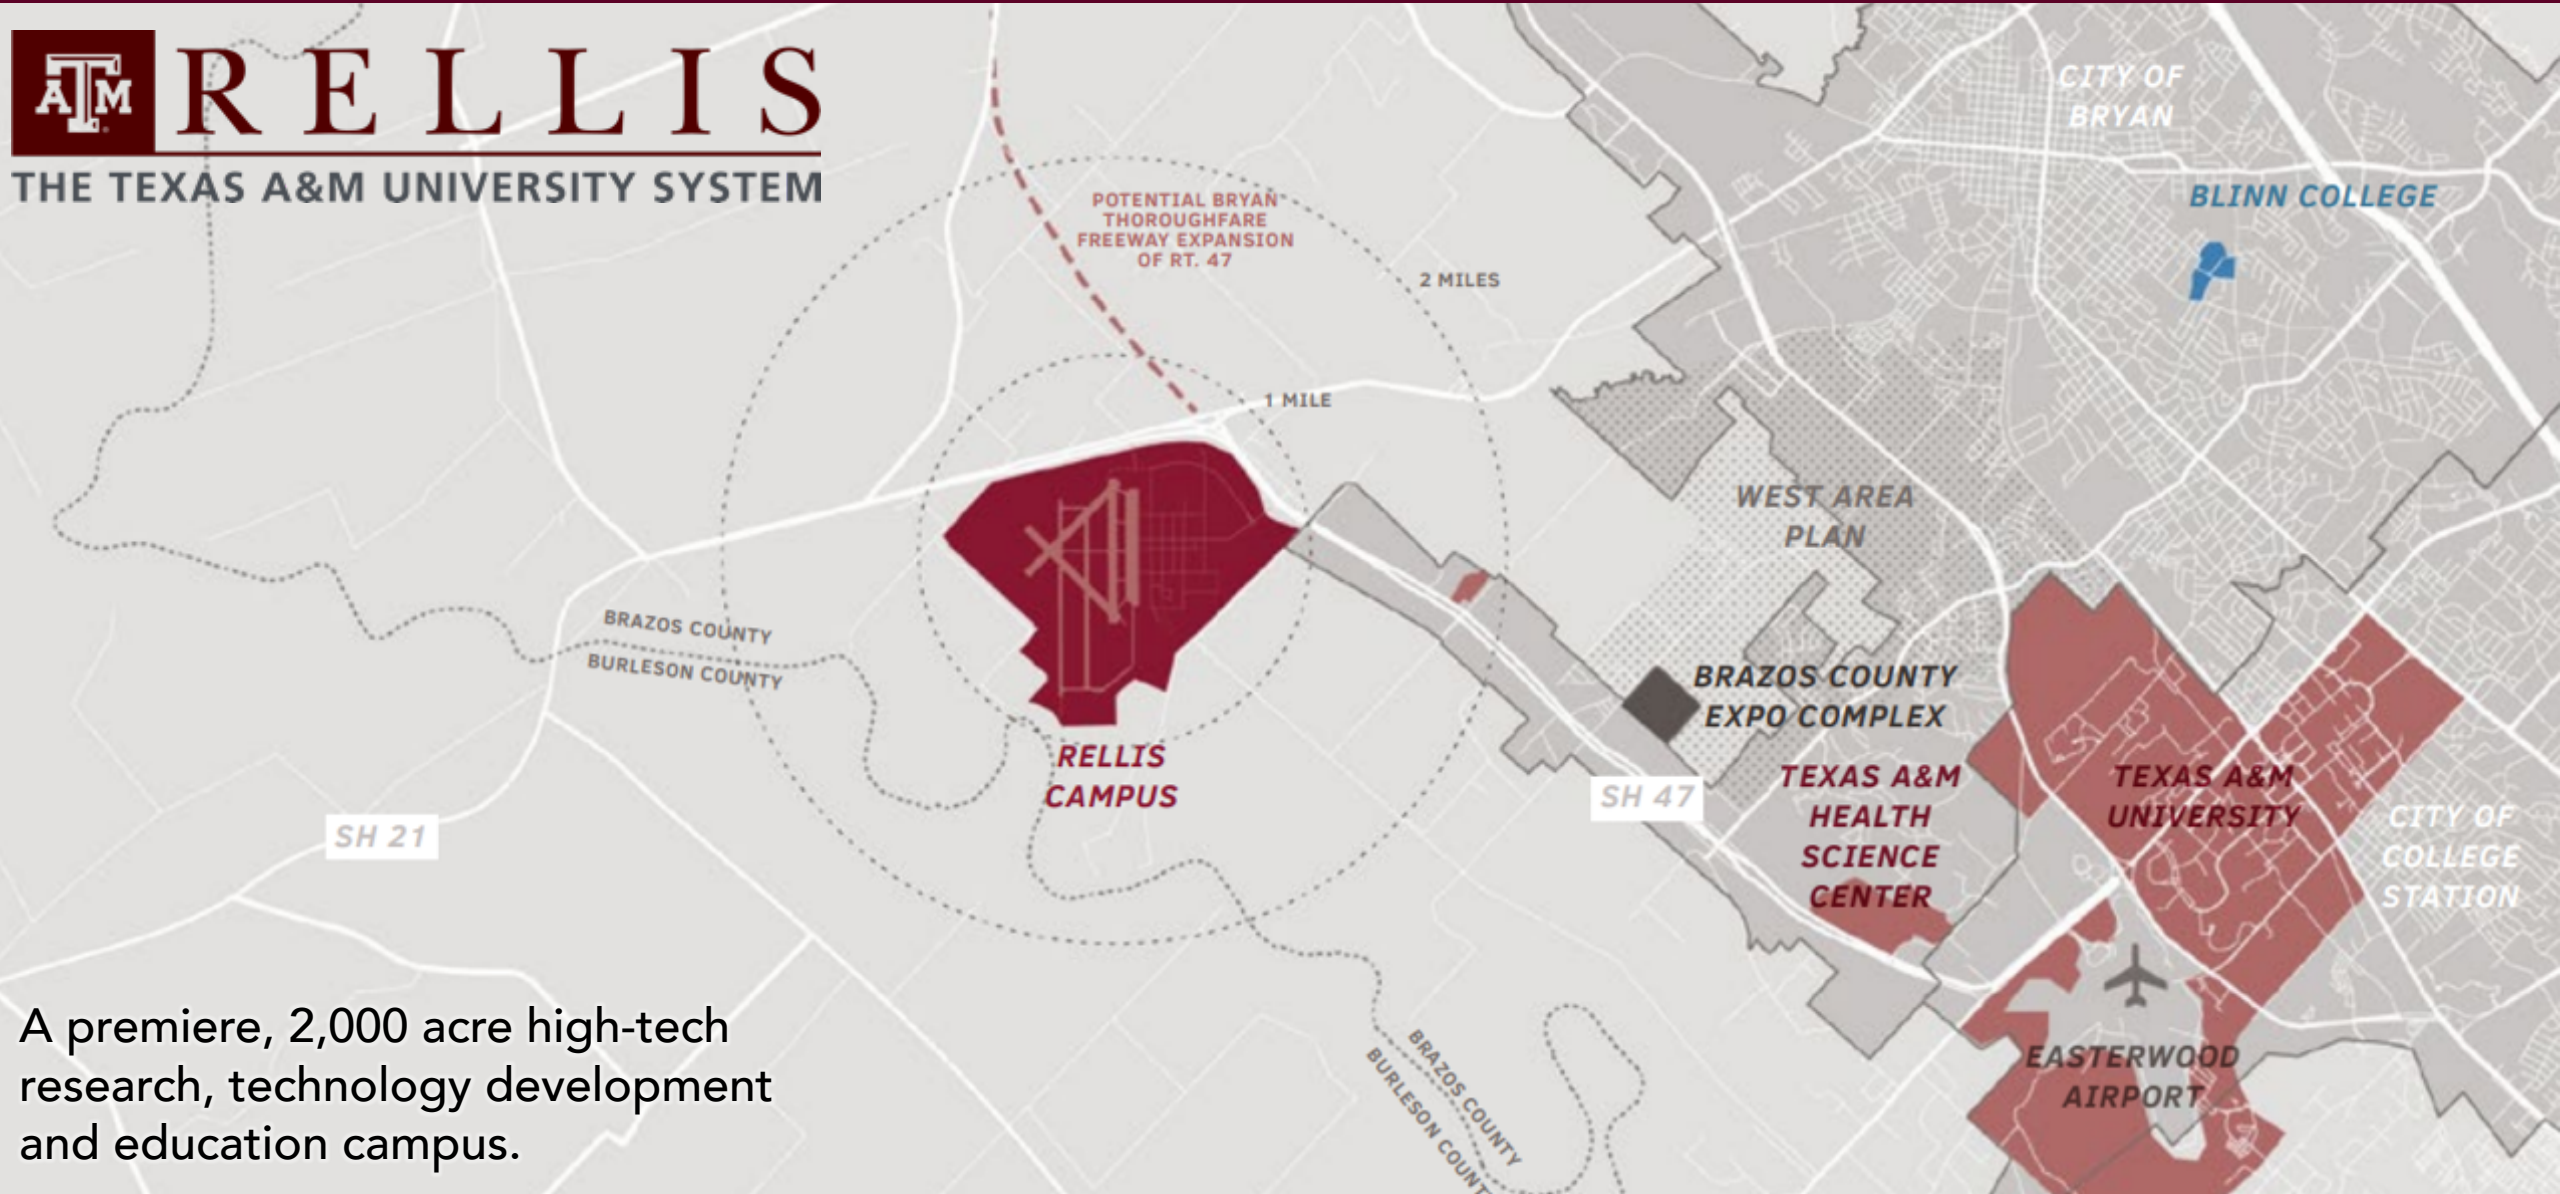 ATM
RELLIS
THE TEXAS A&M UNIVERSITY SYSTEM
CITY OF
BRYAN
BLINN COLLEGE
POTENTIAL BRYAN
THOROUGHFARE
FREEWAY EXPANSION
OF RT. 47
2 MILES
1 MILE
WEST AREA
PLAN
BRAZOS COUNTY
BURLESON COUNTY
BRAZOS COUNTY
EXPO COMPLEX
RELLIS
CAMPUS
SH 47
TEXAS A&M
HEALTH
SCIENCE
CENTER
TEXAS A&M
UNIVERSITY
CITY OF
COLLEGE
STATION
SH 21
EASTERWOOD
AIRPORT
BRAZOS COUNTY
BURLESON COUNT
A premiere, 2,000 acre high-tech
research, technology development
and education campus.